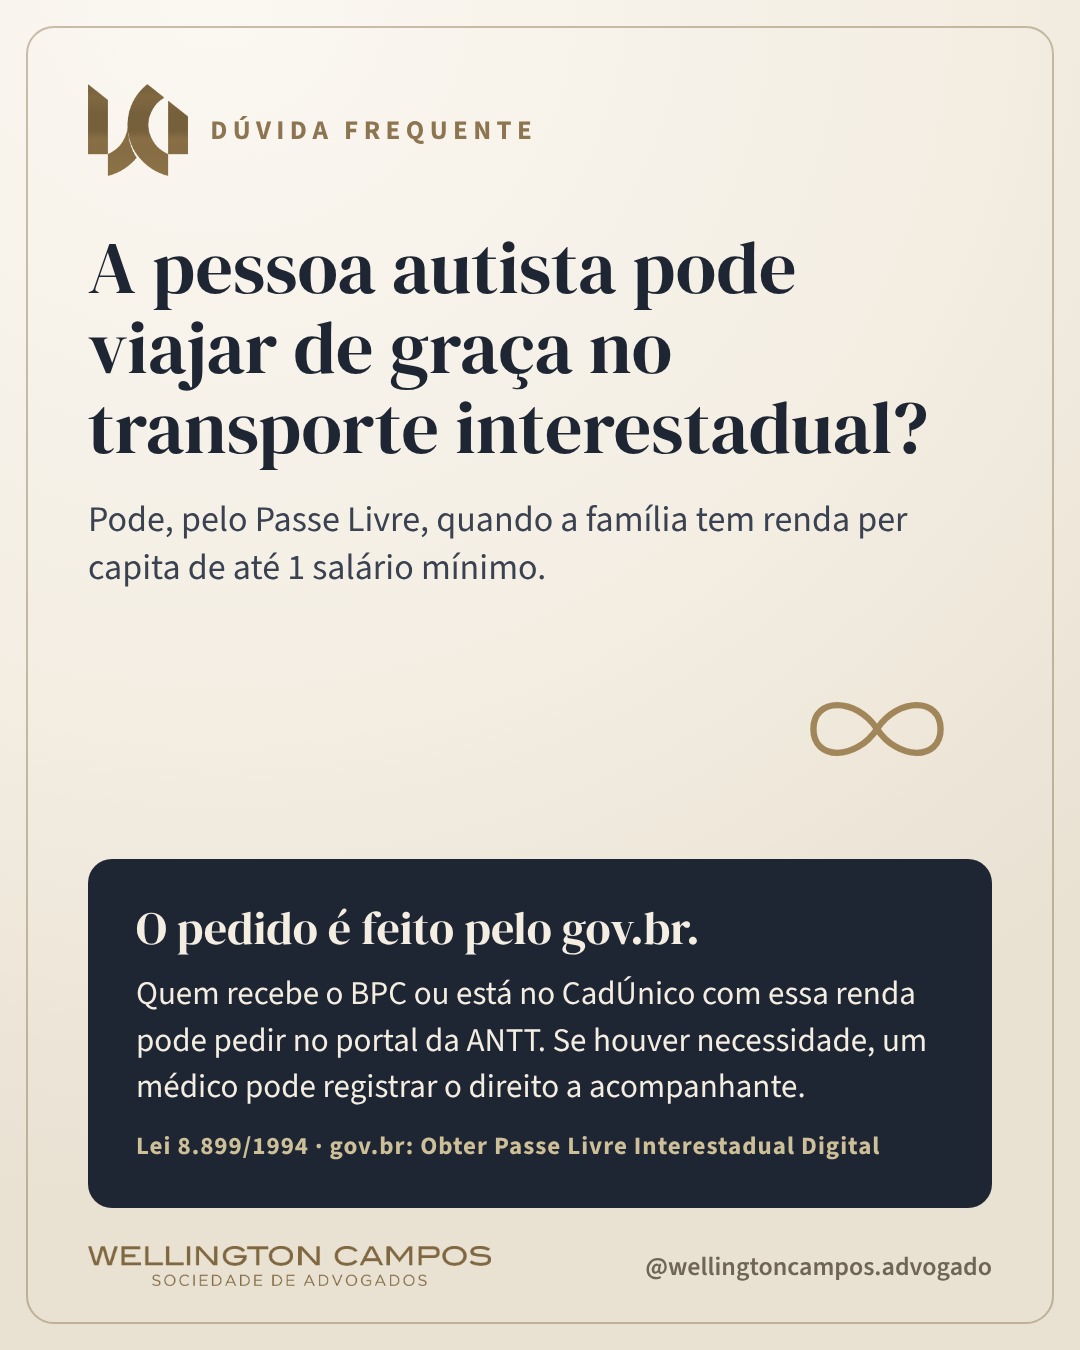 DÚVIDA FREQUENTE
A pessoa autista pode
viajar de graça no
transporte interestadual?
Pode, pelo Passe Livre, quando a família tem renda per
capita de até 1 salário mínimo.
O pedido é feito pelo gov.br.
Quem recebe o BPC ou está no CadÚnico com essa renda
pode pedir no portal da ANTT. Se houver necessidade, um
médico pode registrar o direito a acompanhante.
Lei 8.899/1994 · gov.br: Obter Passe Livre Interestadual Digital
WELLINGTON CAMPOS
SOCIEDADE DE ADVOGADOS
@wellingtoncampos.advogado